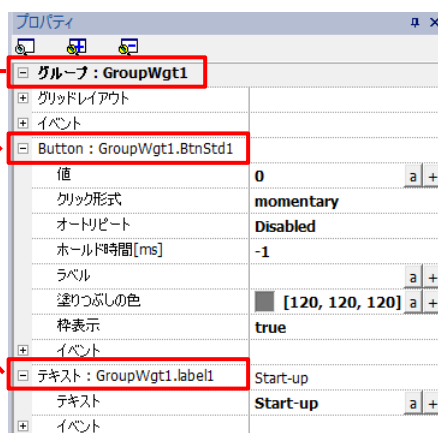 プロパティ
グループ : GroupWgt1
グリッドレイアウト
イベント
Button : GroupWgt1.BtnStd1
値 0 a +
クリック形式 momentary
オートリピート Disabled
ホールド時間[ms] -1
ラベル a +
塗りつぶしの色 [120, 120, 120] a +
枠表示 true
イベント
テキスト : GroupWgt1.label1 Start-up
テキスト Start-up a +
イベント